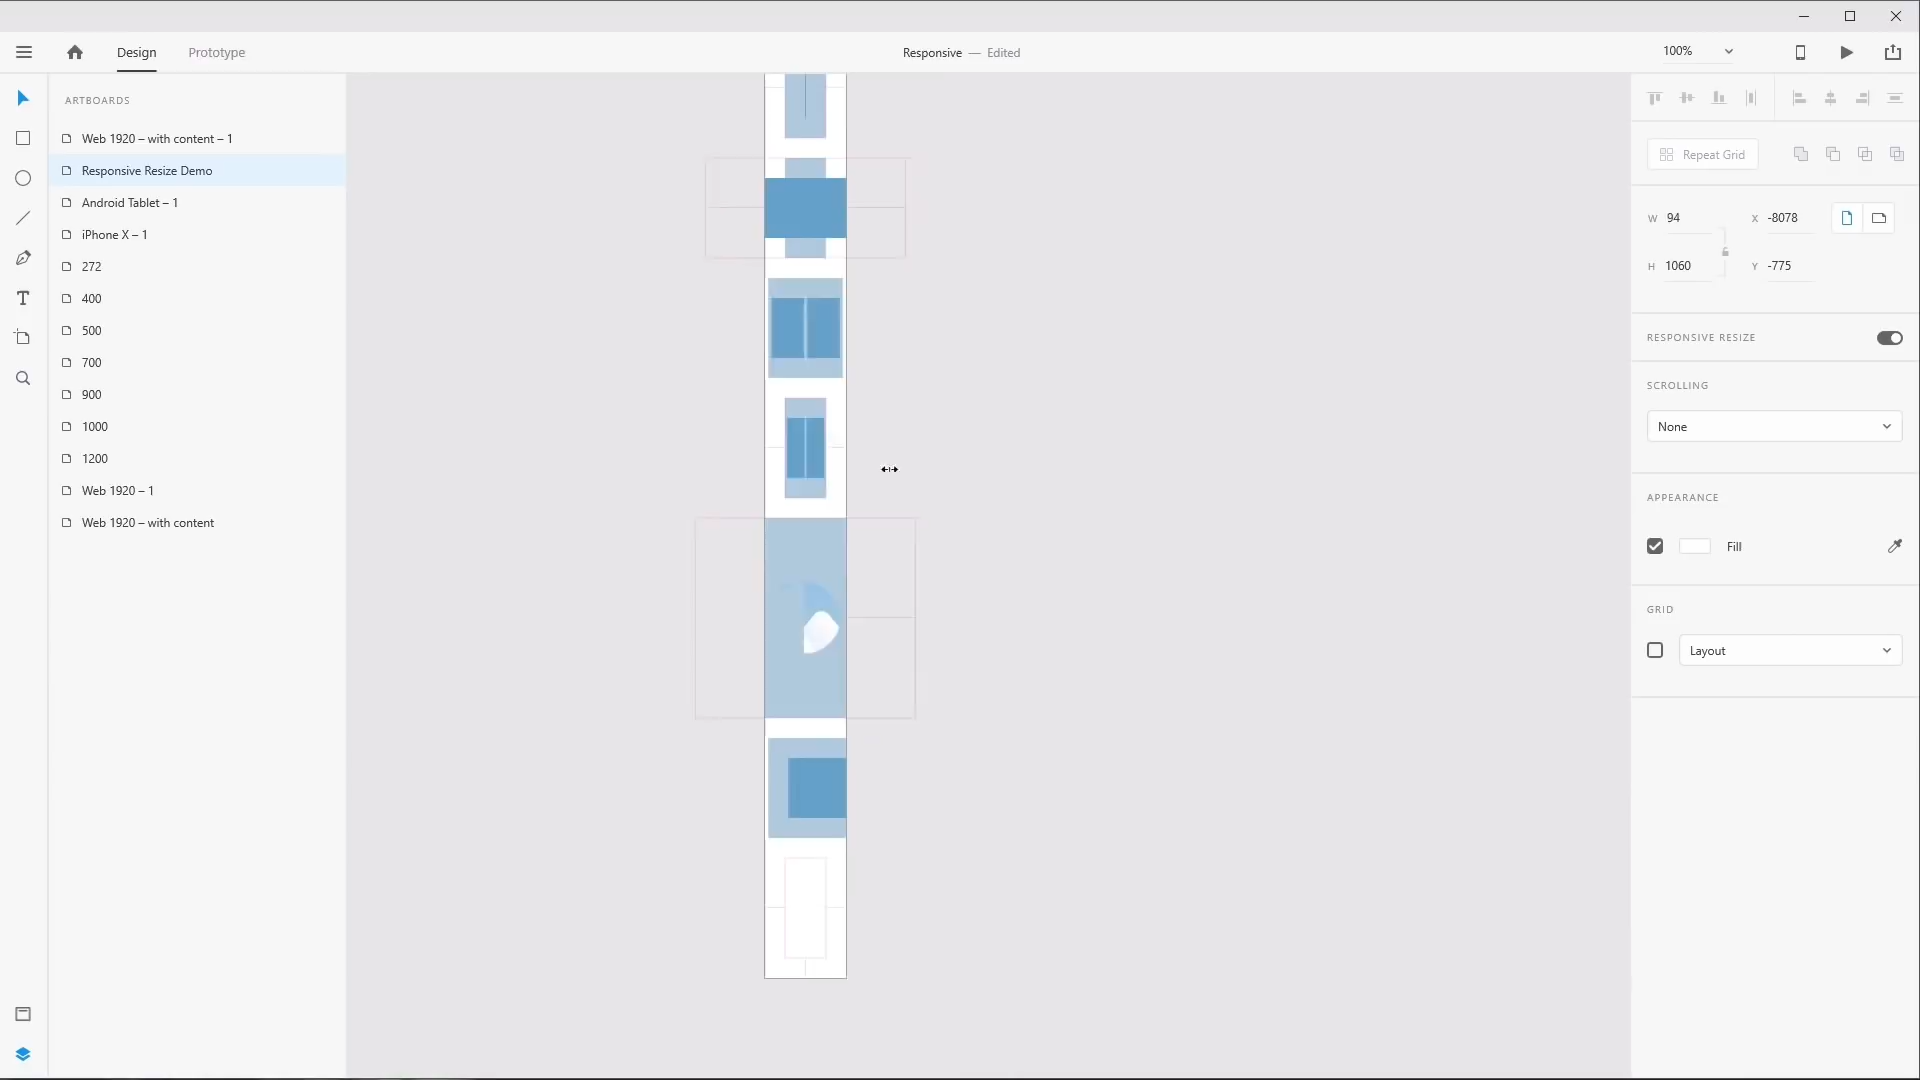 Design Prototype Responsive — Edited 100%
ARTBOARDS
Web 1920 – with content – 1
Responsive Resize Demo
Android Tablet – 1
iPhone X – 1
272
400
500
700
900
1000
1200
Web 1920 – 1
Web 1920 – with content
Repeat Grid
W 94 X -8078
H 1060 Y -775
RESPONSIVE RESIZE
SCROLLING
None
APPEARANCE
Fill
GRID
Layout